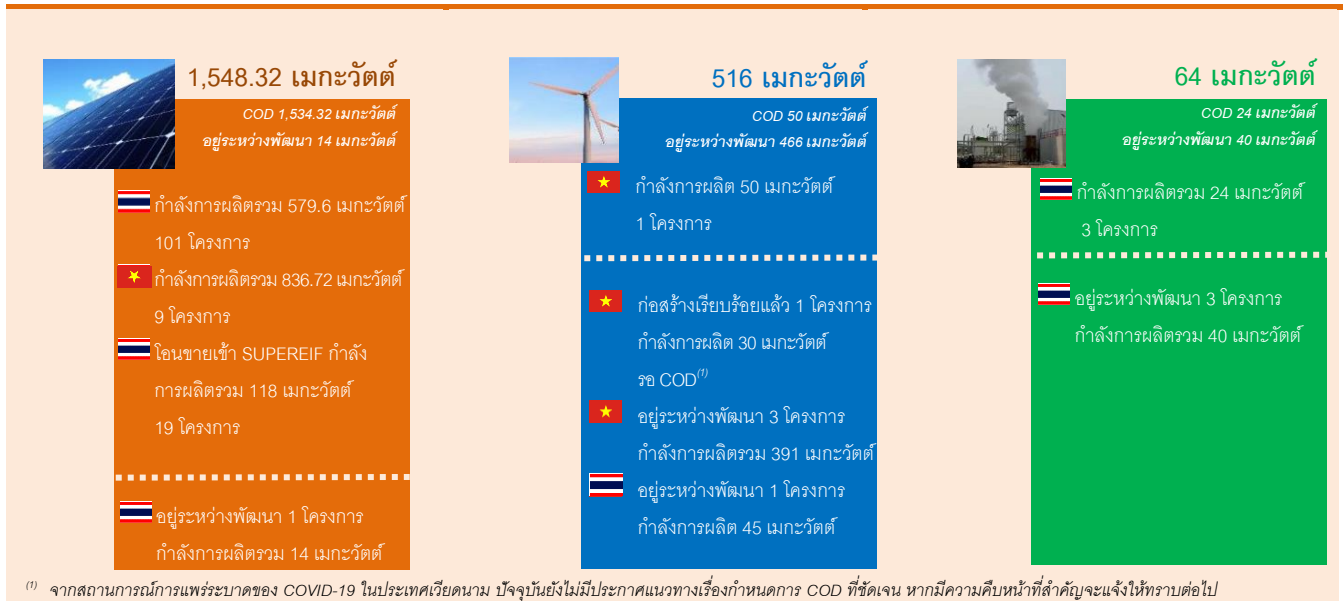 1,548.32 เมกะวัตต์
COD 1,534.32 เมกะวัตต์
อยู่ระหว่างพัฒนา 14 เมกะวัตต์
กำลังการผลิตรวม 579.6 เมกะวัตต์
101 โครงการ
กำลังการผลิตรวม 836.72 เมกะวัตต์
9 โครงการ
โอนขายเข้า SUPEREIF กำลัง
การผลิตรวม 118 เมกะวัตต์
19 โครงการ
อยู่ระหว่างพัฒนา 1 โครงการ
กำลังการผลิตรวม 14 เมกะวัตต์
516 เมกะวัตต์
COD 50 เมกะวัตต์
อยู่ระหว่างพัฒนา 466 เมกะวัตต์
กำลังการผลิต 50 เมกะวัตต์
1 โครงการ
ก่อสร้างเรียบร้อยแล้ว 1 โครงการ
กำลังการผลิต 30 เมกะวัตต์
รอ COD⁽¹⁾
อยู่ระหว่างพัฒนา 3 โครงการ
กำลังการผลิตรวม 391 เมกะวัตต์
อยู่ระหว่างพัฒนา 1 โครงการ
กำลังการผลิต 45 เมกะวัตต์
64 เมกะวัตต์
COD 24 เมกะวัตต์
อยู่ระหว่างพัฒนา 40 เมกะวัตต์
กำลังการผลิตรวม 24 เมกะวัตต์
3 โครงการ
อยู่ระหว่างพัฒนา 3 โครงการ
กำลังการผลิตรวม 40 เมกะวัตต์
⁽¹⁾ จากสถานการณ์การแพร่ระบาดของ COVID-19 ในประเทศเวียดนาม ปัจจุบันยังไม่มีประกาศแนวทางเรื่องกำหนดการ COD ที่ชัดเจน หากมีความคืบหน้าที่สำคัญจะแจ้งให้ทราบต่อไป